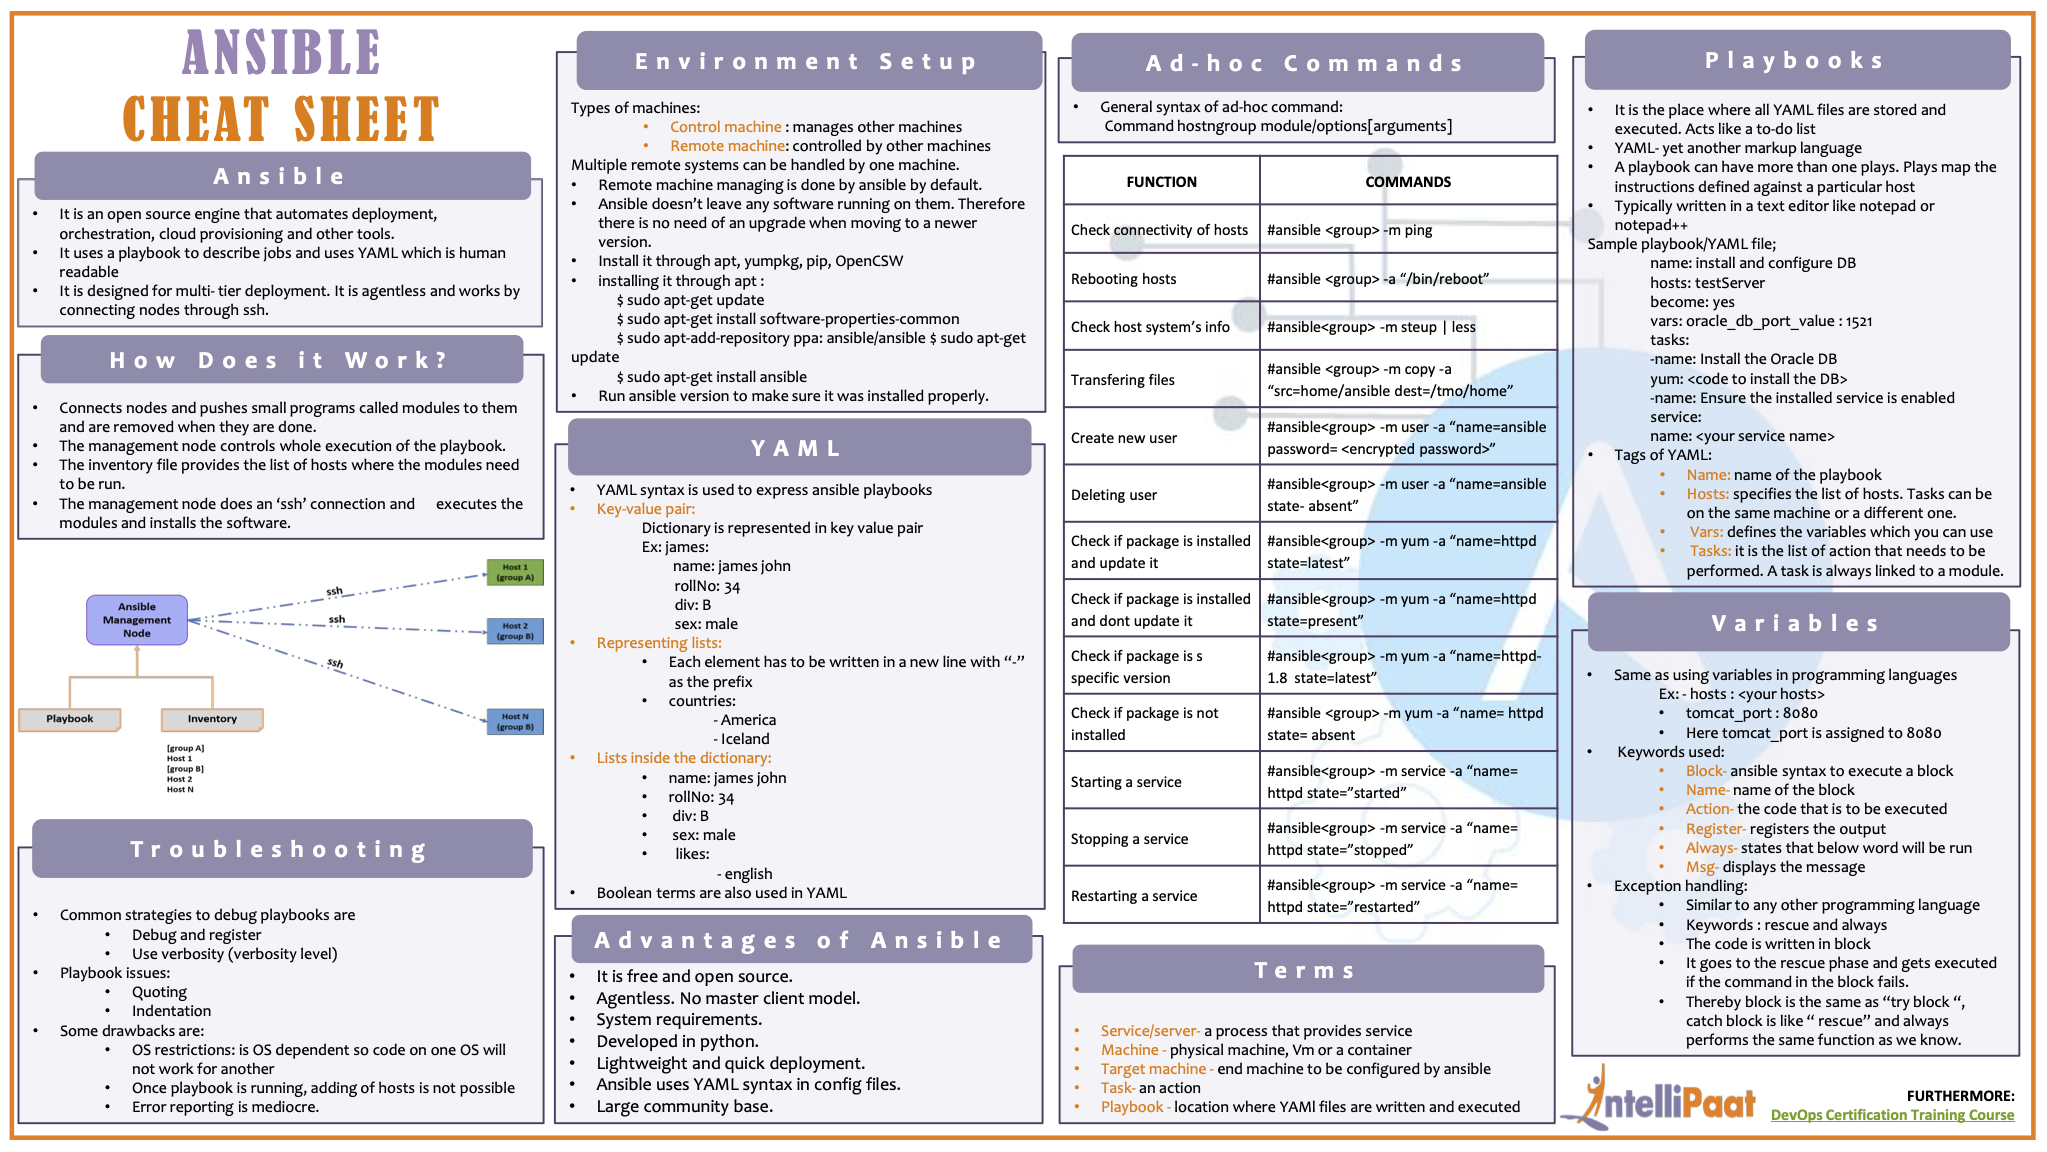 ANSIBLE
CHEAT SHEET
Ansible
• It is an open source engine that automates deployment,
orchestration, cloud provisioning and other tools.
• It uses a playbook to describe jobs and uses YAML which is human
readable
• It is designed for multi- tier deployment. It is agentless and works by
connecting nodes through ssh.
How Does it Work?
• Connects nodes and pushes small programs called modules to them
and are removed when they are done.
• The management node controls whole execution of the playbook.
• The inventory file provides the list of hosts where the modules need
to be run.
• The management node does an ‘ssh’ connection and executes the
modules and installs the software.
Ansible
Management
Node
ssh
ssh
ssh
Host 1
(group A)
Host 2
(group B)
Host N
(group B)
Playbook
Inventory
[group A]
Host 1
[group B]
Host 2
Host N
Troubleshooting
• Common strategies to debug playbooks are
• Debug and register
• Use verbosity (verbosity level)
• Playbook issues:
• Quoting
• Indentation
• Some drawbacks are:
• OS restrictions: is OS dependent so code on one OS will
not work for another
• Once playbook is running, adding of hosts is not possible
• Error reporting is mediocre.
Environment Setup
Types of machines:
• Control machine : manages other machines
• Remote machine: controlled by other machines
Multiple remote systems can be handled by one machine.
• Remote machine managing is done by ansible by default.
• Ansible doesn’t leave any software running on them. Therefore
there is no need of an upgrade when moving to a newer
version.
• Install it through apt, yumpkg, pip, OpenCSW
• installing it through apt :
$ sudo apt-get update
$ sudo apt-get install software-properties-common
$ sudo apt-add-repository ppa: ansible/ansible $ sudo apt-get
update
$ sudo apt-get install ansible
• Run ansible version to make sure it was installed properly.
YAML
• YAML syntax is used to express ansible playbooks
• Key-value pair:
Dictionary is represented in key value pair
Ex: james:
name: james john
rollNo: 34
div: B
sex: male
• Representing lists:
• Each element has to be written in a new line with “-”
as the prefix
• countries:
- America
- Iceland
• Lists inside the dictionary:
• name: james john
• rollNo: 34
• div: B
• sex: male
• likes:
- english
• Boolean terms are also used in YAML
Advantages of Ansible
• It is free and open source.
• Agentless. No master client model.
• System requirements.
• Developed in python.
• Lightweight and quick deployment.
• Ansible uses YAML syntax in config files.
• Large community base.
Ad-hoc Commands
• General syntax of ad-hoc command:
Command hostngroup module/options[arguments]
FUNCTION COMMANDS
Check connectivity of hosts #ansible <group> -m ping
Rebooting hosts #ansible <group> -a “/bin/reboot”
Check host system’s info #ansible<group> -m steup | less
Transfering files #ansible <group> -m copy -a
“src=home/ansible dest=/tmo/home”
Create new user #ansible<group> -m user -a “name=ansible
password= <encrypted password>”
Deleting user #ansible<group> -m user -a “name=ansible
state- absent”
Check if package is installed #ansible<group> -m yum -a “name=httpd
and update it state=latest”
Check if package is installed #ansible<group> -m yum -a “name=httpd
and dont update it state=present”
Check if package is s #ansible<group> -m yum -a “name=httpd-
specific version 1.8 state=latest”
Check if package is not #ansible <group> -m yum -a “name= httpd
installed state= absent
Starting a service #ansible<group> -m service -a “name=
httpd state=”started”
Stopping a service #ansible<group> -m service -a “name=
httpd state=”stopped”
Restarting a service #ansible<group> -m service -a “name=
httpd state=”restarted”
Terms
• Service/server- a process that provides service
• Machine - physical machine, Vm or a container
• Target machine - end machine to be configured by ansible
• Task- an action
• Playbook - location where YAMl files are written and executed
Playbooks
• It is the place where all YAML files are stored and
executed. Acts like a to-do list
• YAML- yet another markup language
• A playbook can have more than one plays. Plays map the
instructions defined against a particular host
• Typically written in a text editor like notepad or
notepad++
Sample playbook/YAML file;
name: install and configure DB
hosts: testServer
become: yes
vars: oracle_db_port_value : 1521
tasks:
-name: Install the Oracle DB
yum: <code to install the DB>
-name: Ensure the installed service is enabled
service:
name: <your service name>
• Tags of YAML:
• Name: name of the playbook
• Hosts: specifies the list of hosts. Tasks can be
on the same machine or a different one.
• Vars: defines the variables which you can use
• Tasks: it is the list of action that needs to be
performed. A task is always linked to a module.
Variables
• Same as using variables in programming languages
Ex: - hosts : <your hosts>
• tomcat_port : 8080
• Here tomcat_port is assigned to 8080
• Keywords used:
• Block- ansible syntax to execute a block
• Name- name of the block
• Action- the code that is to be executed
• Register- registers the output
• Always- states that below word will be run
• Msg- displays the message
• Exception handling:
• Similar to any other programming language
• Keywords : rescue and always
• The code is written in block
• It goes to the rescue phase and gets executed
if the command in the block fails.
• Thereby block is the same as “try block “,
catch block is like “ rescue” and always
performs the same function as we know.
IntelliPaat
FURTHERMORE:
DevOps Certification Training Course